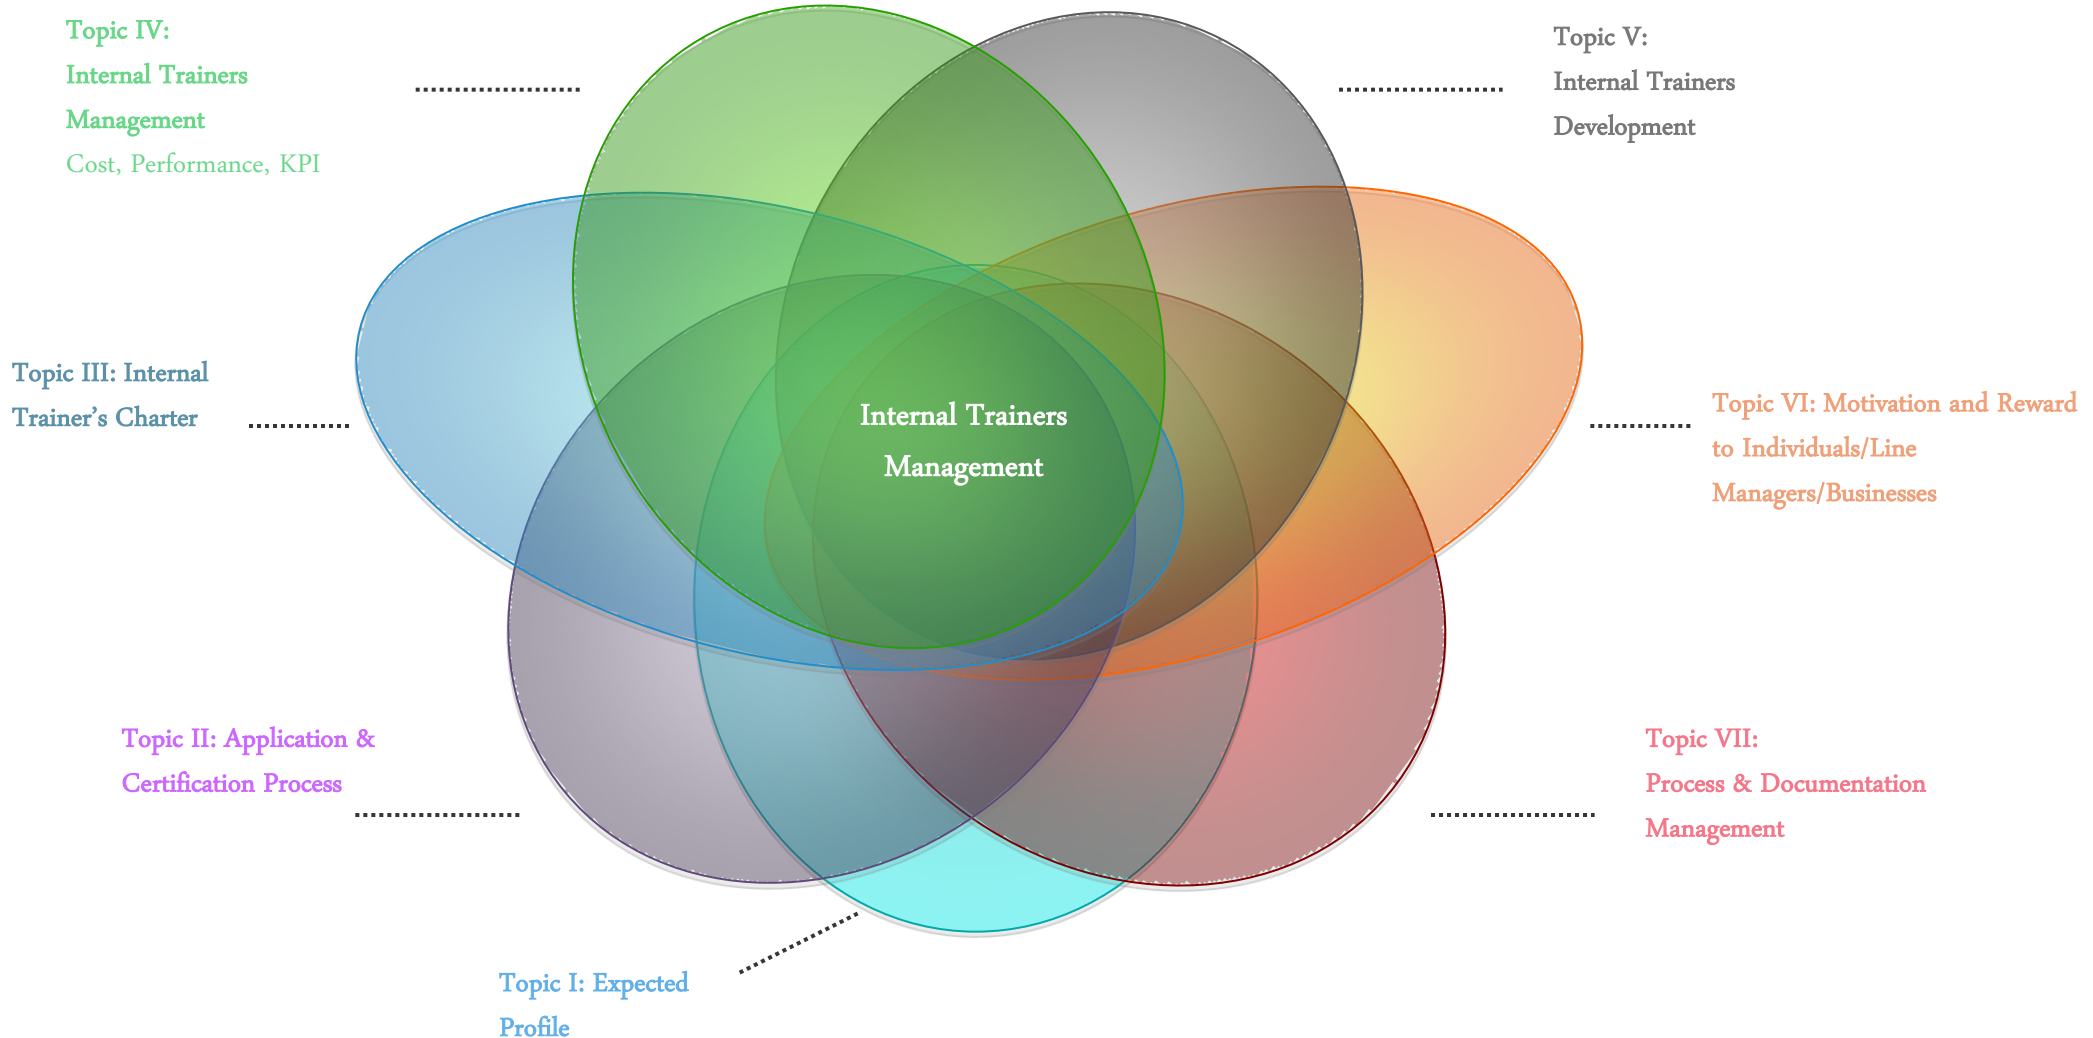 Topic IV:
Internal Trainers
Management
Cost, Performance, KPI
Topic V:
Internal Trainers
Development
Topic III: Internal
Trainer’s Charter
Internal Trainers
Management
Topic VI: Motivation and Reward
to Individuals/Line
Managers/Businesses
Topic II: Application &
Certification Process
Topic VII:
Process & Documentation
Management
Topic I: Expected
Profile